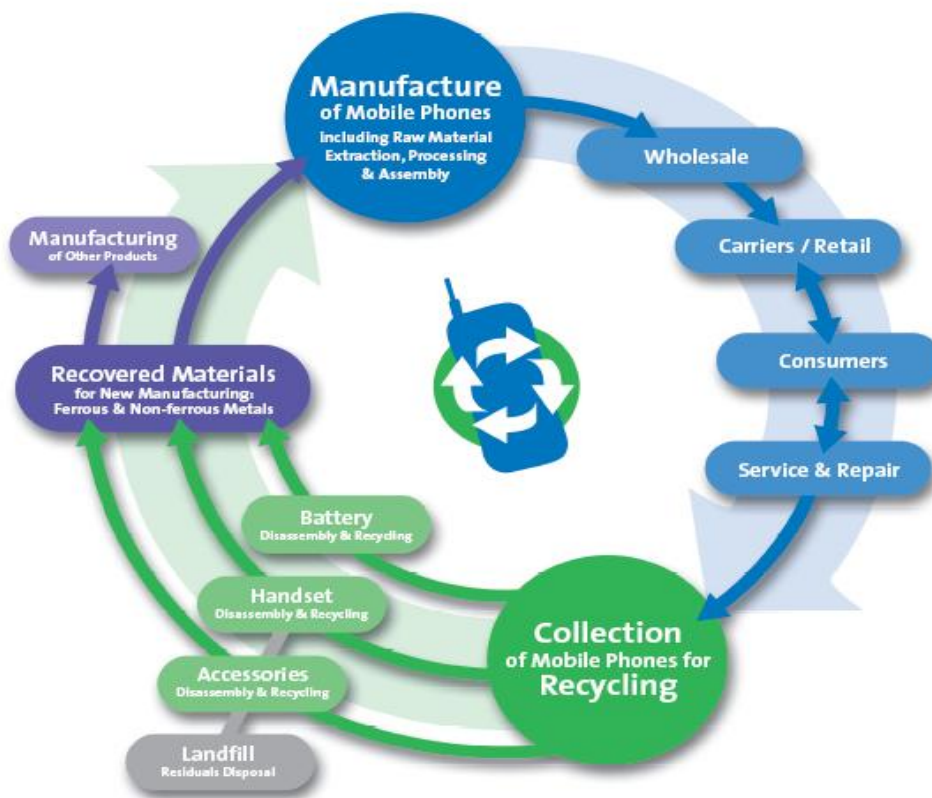 Manufacture
of Mobile Phones
including Raw Material
Extraction, Processing
& Assembly
Wholesale
Carriers / Retail
Consumers
Service & Repair
Collection
of Mobile Phones for
Recycling
Battery
Disassembly & Recycling
Handset
Disassembly & Recycling
Accessories
Disassembly & Recycling
Landfill
Residuals Disposal
Recovered Materials
for New Manufacturing:
Ferrous & Non-ferrous Metals
Manufacturing
of Other Products